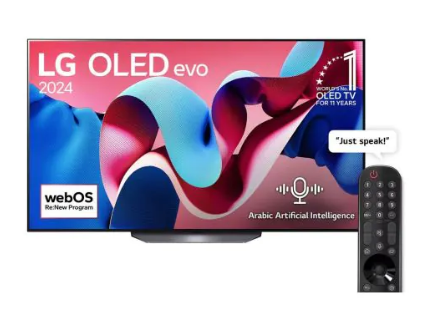 LG OLED evo
2024
1
WORLD'S No.
OLED TV
FOR 11 YEARS
"Just speak!"
webOS
Re:New Program
Arabic Artificial Intelligence